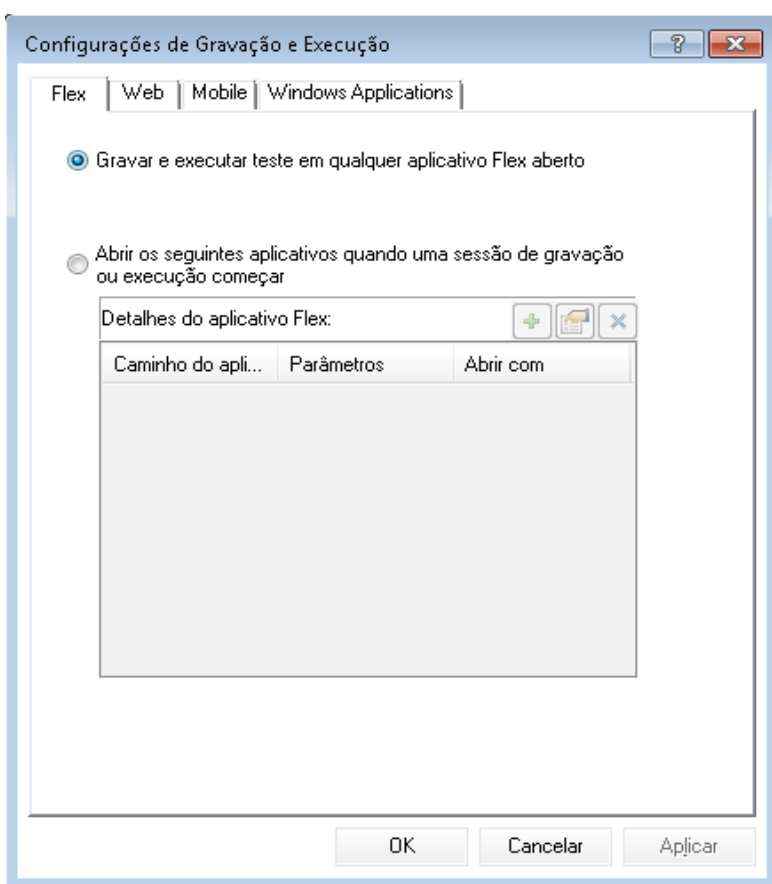 Configurações de Gravação e Execução
Flex Web Mobile Windows Applications
Gravar e executar teste em qualquer aplicativo Flex aberto
Abrir os seguintes aplicativos quando uma sessão de gravação
ou execução começar
Detalhes do aplicativo Flex:
Caminho do apli... Parâmetros Abrir com
OK Cancelar Aplicar